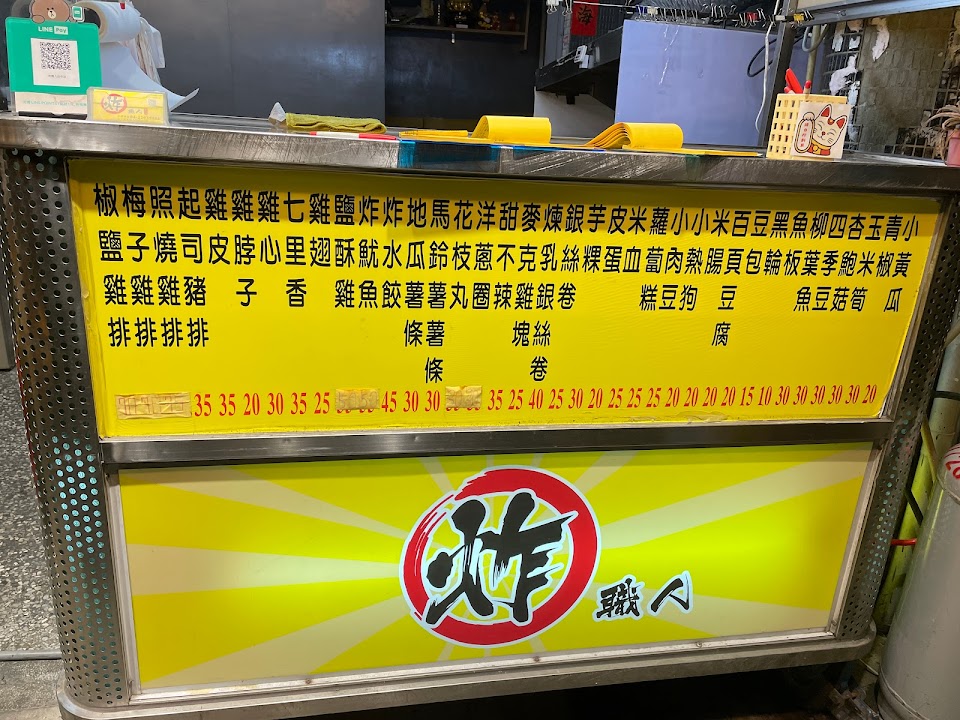 LINE Pay
椒鹽雞排
梅子雞排
照燒雞排
起司豬排
雞皮
雞脖子
雞心
七里香
雞翅
鹽酥雞
炸魷魚
炸水餃
地瓜薯條
馬鈴薯薯條
花枝丸
洋蔥圈
甜不辣
麥克雞塊
煉乳銀絲卷
銀絲卷
芋粿
皮蛋
米血
蘿蔔糕
小肉豆
小熱狗
米腸
百頁豆腐
豆包
黑輪
魚板
柳葉魚
四季豆
杏鮑菇
玉米筍
青椒
小黃瓜
35 35 20 30 35 25 45 30 30 35 25 40 25 30 20 25 25 25 20 20 20 20 15 10 30 30 30 30 30 20
炸
職人